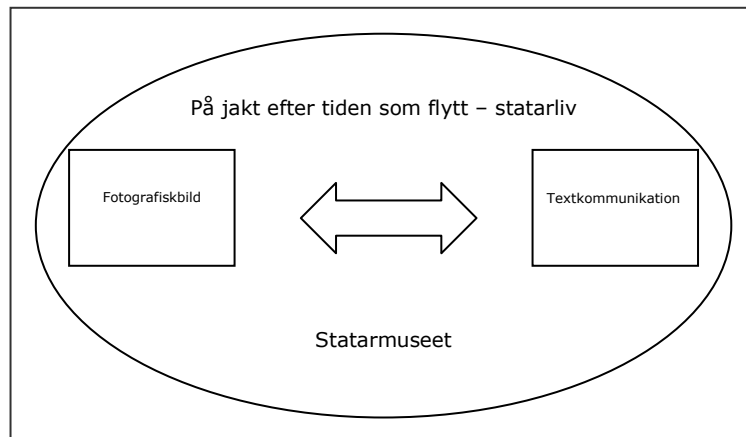 På jakt efter tiden som flytt – statarliv
Fotografiskbild
Textkommunikation
Statarmuseet